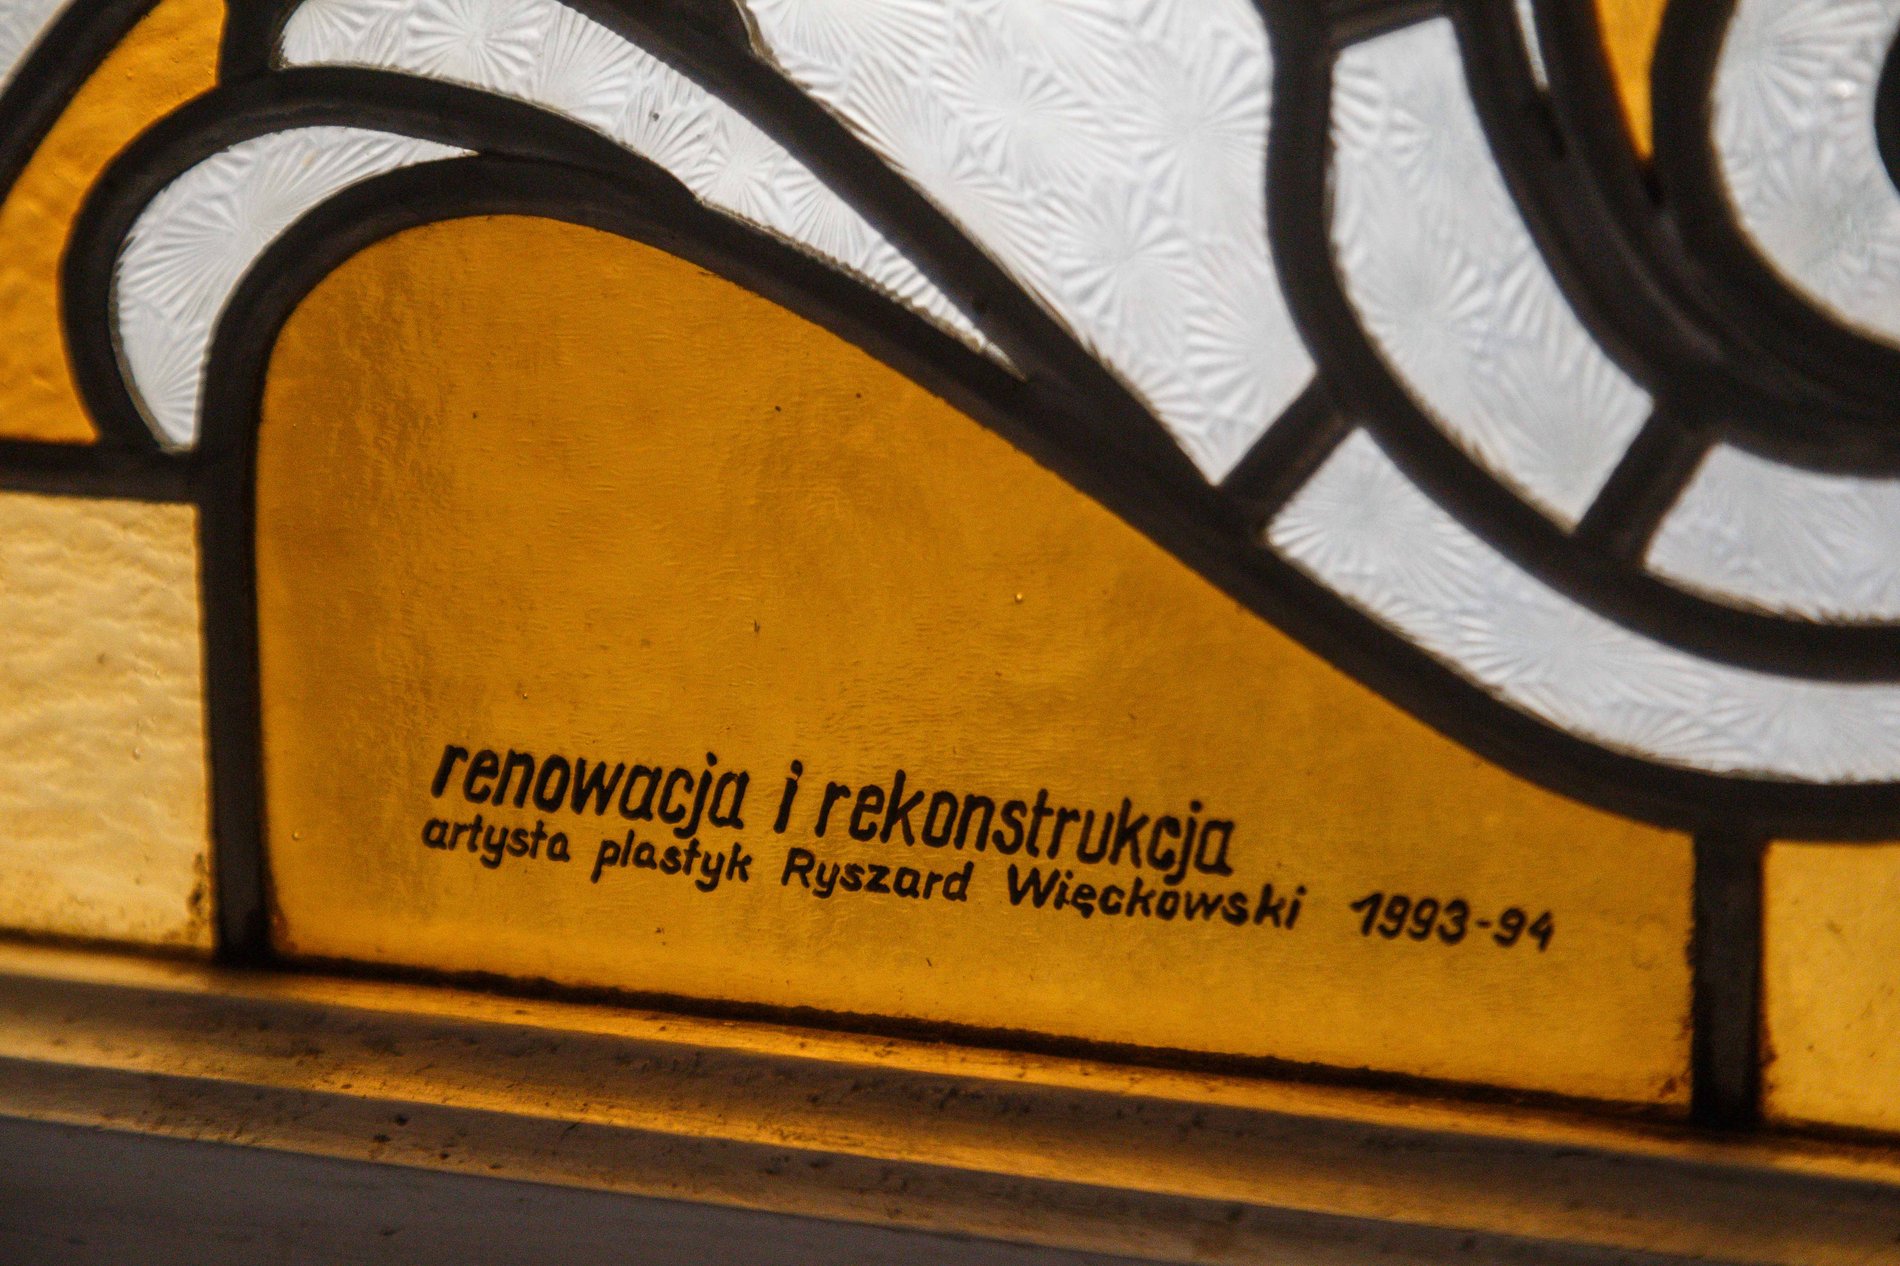 renowacja i rekonstrukcja
artysta plastyk Ryszard Więckowski 1993-94